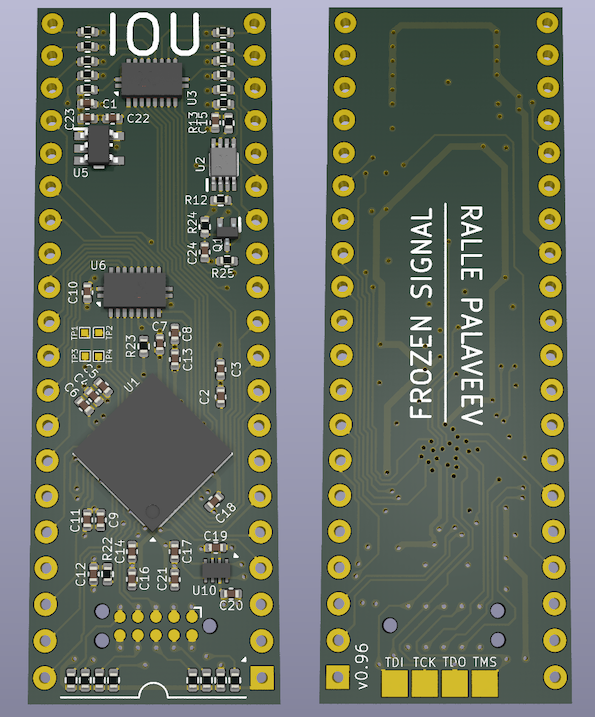 IOU
C23
C1
C22
U3
R13
C15
U5
U2
R12
R24
Q1
C24
R25
U6
C10
TP1
TP2
TP3
TP4
R23
C7
C8
C13
C3
C2
C5
C6
U1
C18
C11
C9
R22
C14
C17
C12
C16
C21
C19
U10
C20
FROZEN SIGNAL
RALLE PALAVEEV
v0.96
TDI TCK TDO TMS